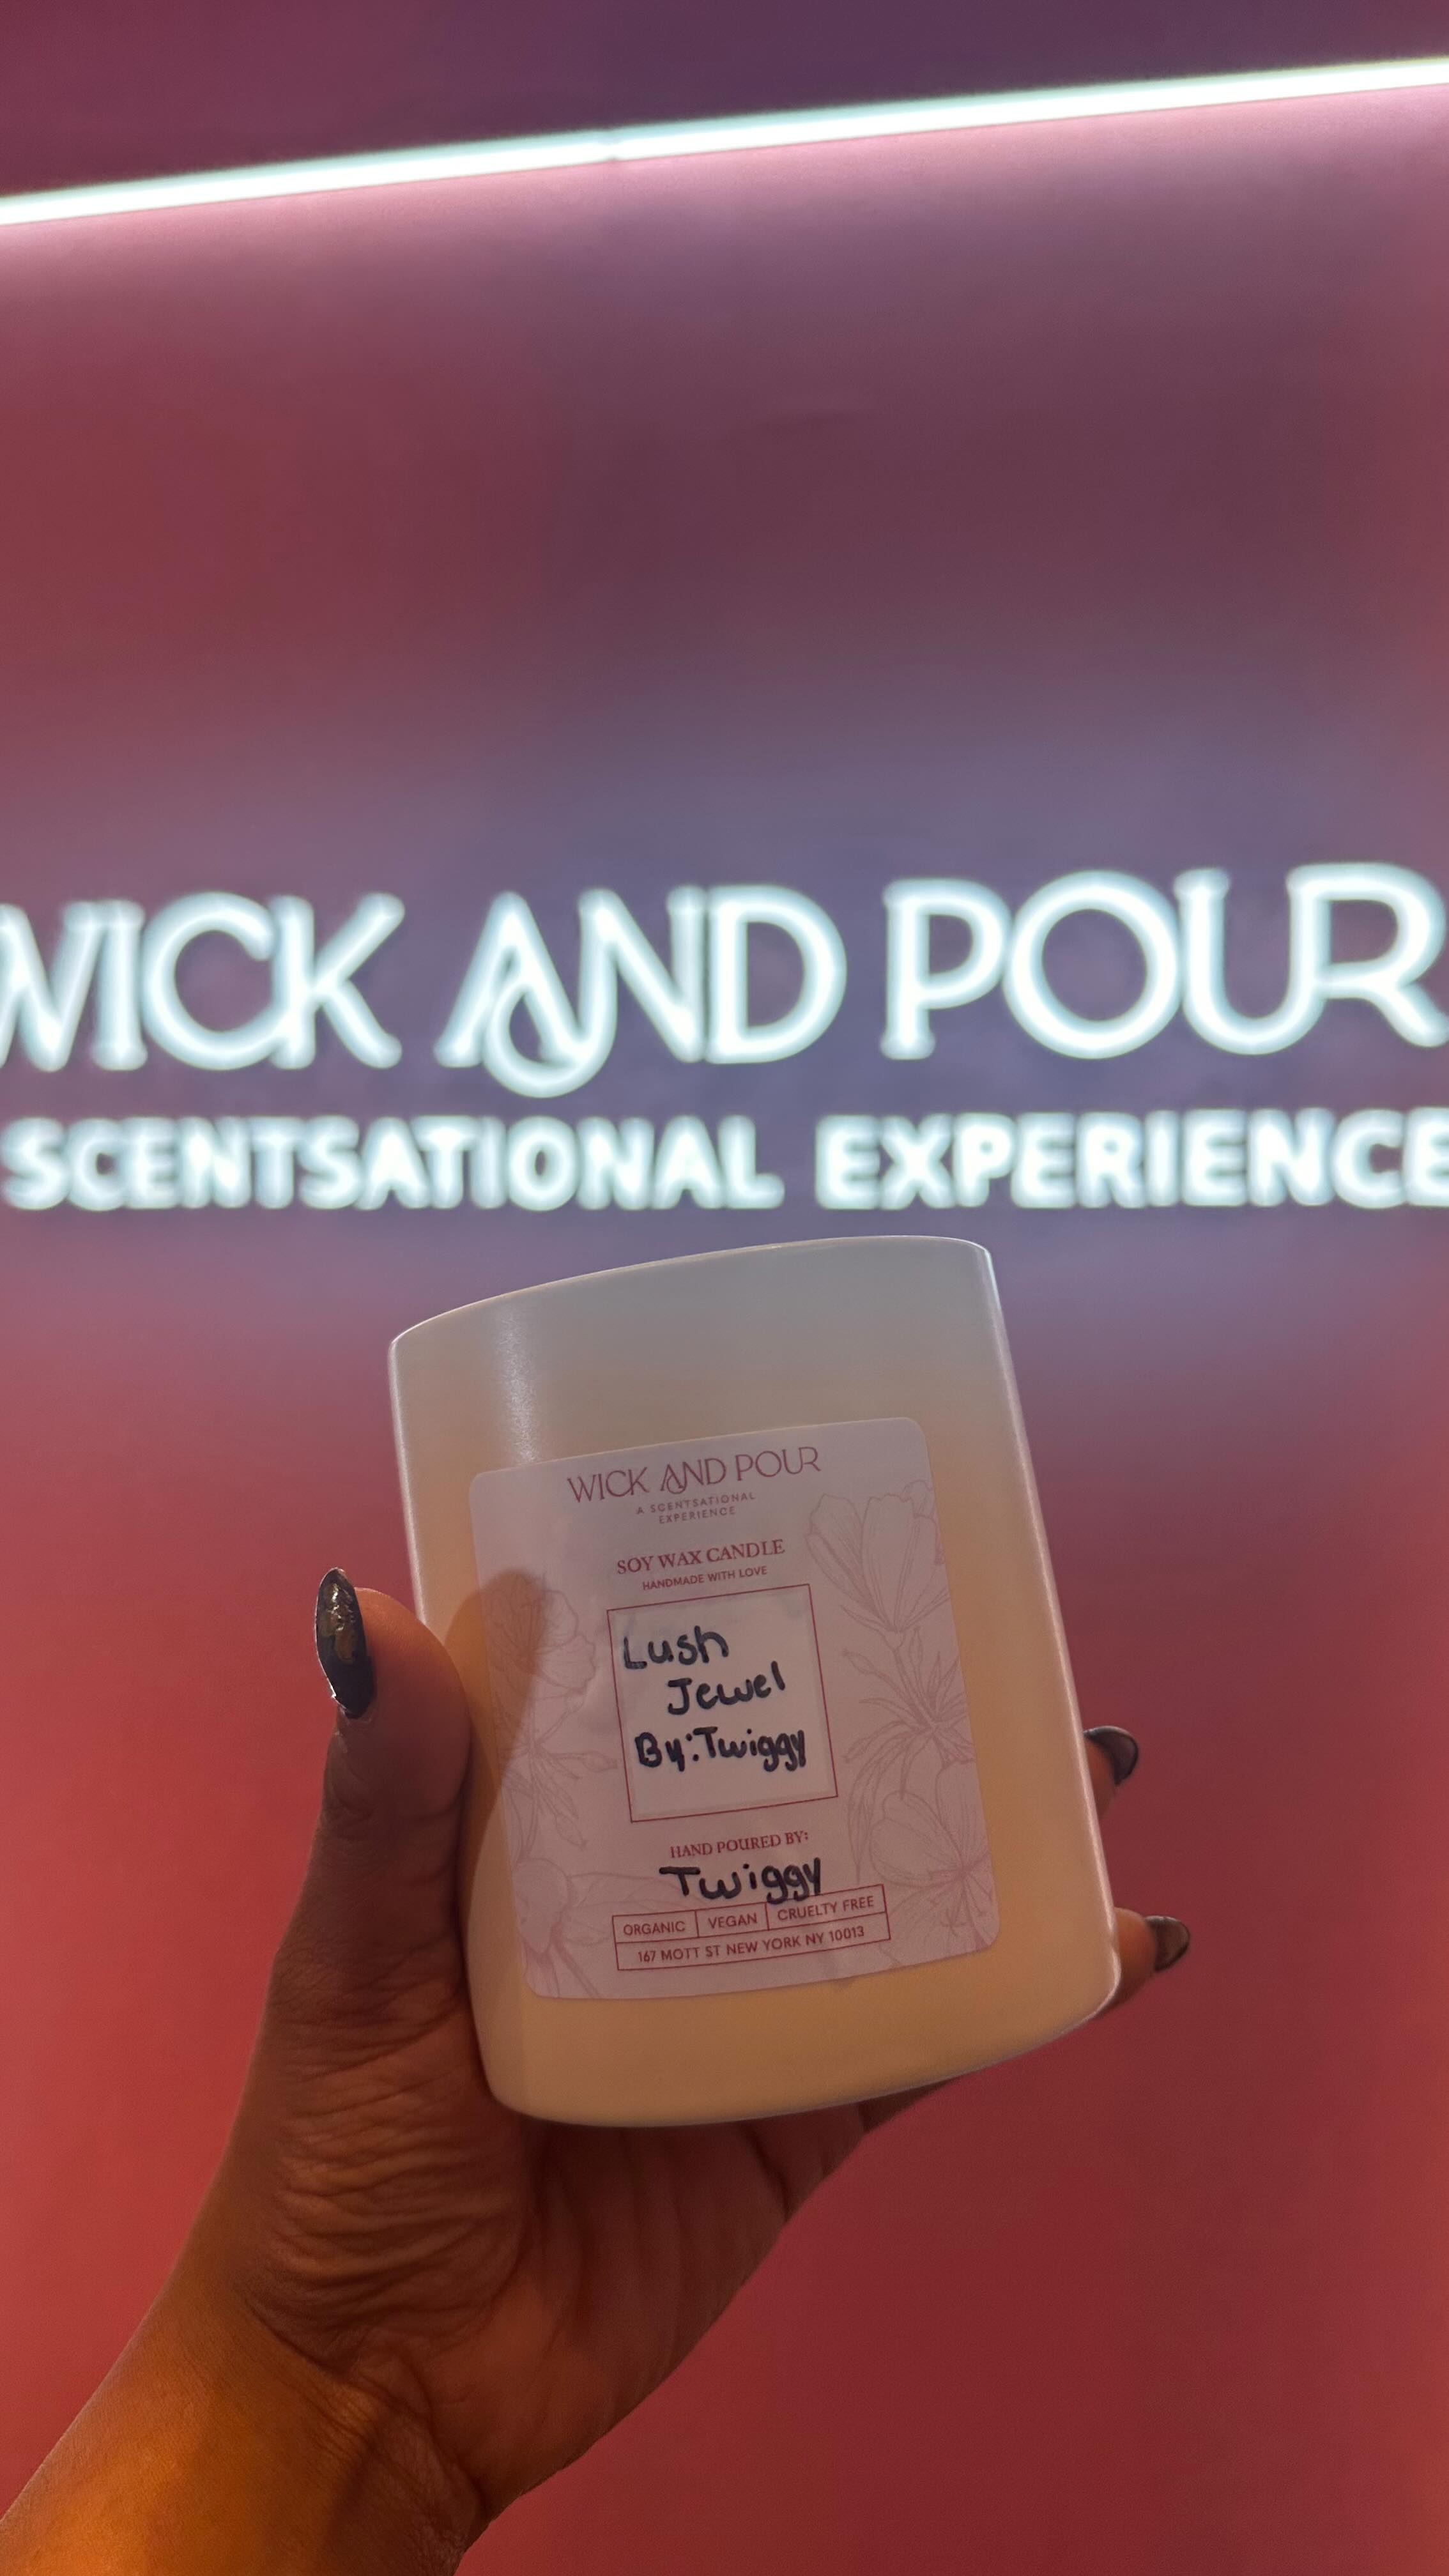 WICK AND POUR
SCENTSATIONAL EXPERIENCE
WICK AND POUR
A SCENTSATIONAL
EXPERIENCE
SOY WAX CANDLE
HANDMADE WITH LOVE
Lush
Jewel
By: Twiggy
HAND POURED BY:
Twiggy
ORGANIC VEGAN CRUELTY FREE
167 MOTT ST NEW YORK NY 10013